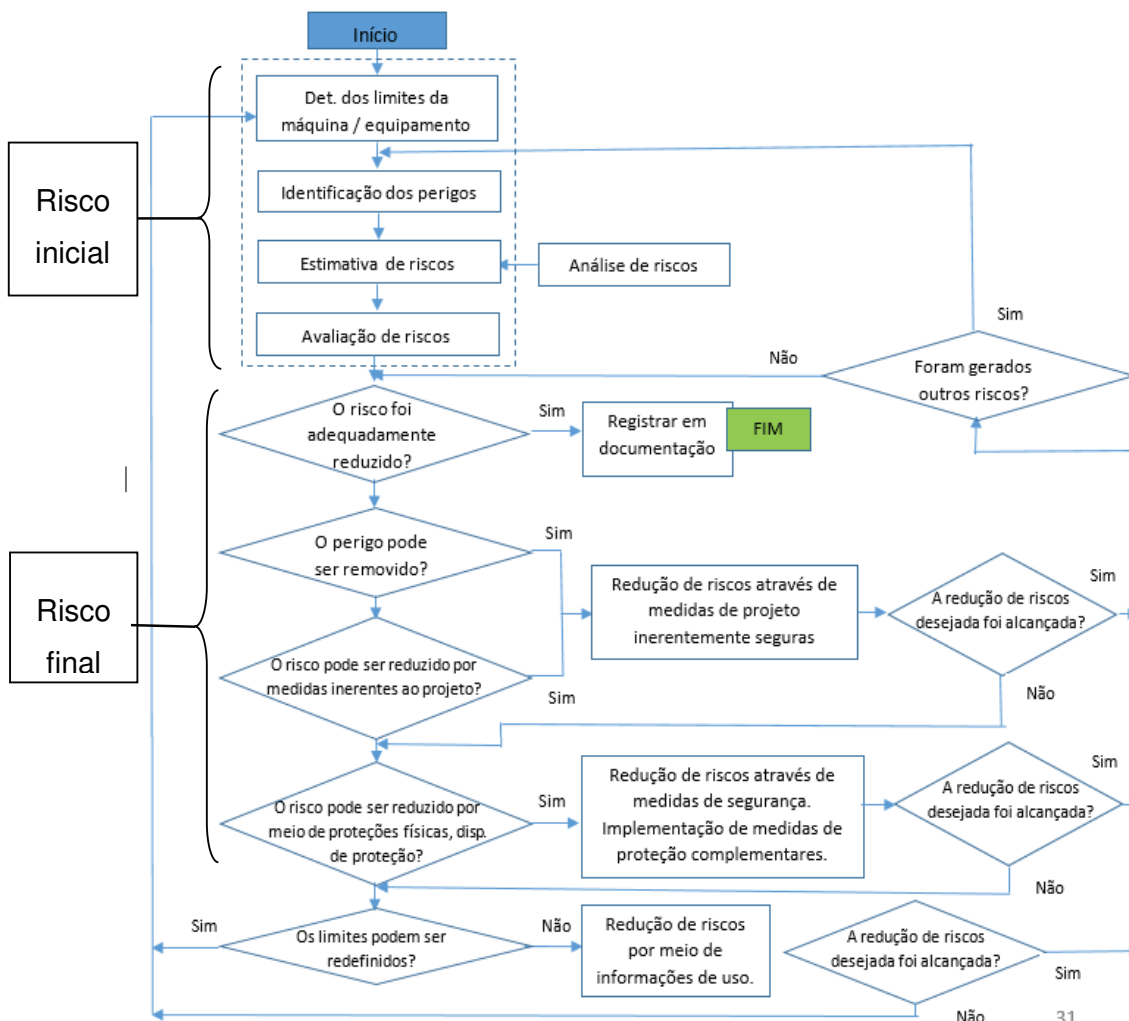 Início
Det. dos limites da
máquina / equipamento
Risco
inicial
Identificação dos perigos
Estimativa de riscos
Análise de riscos
Avaliação de riscos
Sim
Não
Foram gerados
outros riscos?
O risco foi
adequadamente
reduzido?
Sim
Registrar em
documentação
FIM
O perigo pode
ser removido?
Sim
Risco
final
Redução de riscos através de
medidas de projeto
inerentemente seguras
A redução de riscos
desejada foi alcançada?
Sim
O risco pode ser reduzido por
medidas inerentes ao projeto?
Sim
Não
O risco pode ser reduzido por
meio de proteções físicas, disp.
de proteção?
Sim
Redução de riscos através de
medidas de segurança.
Implementação de medidas de
proteção complementares.
A redução de riscos
desejada foi alcançada?
Sim
Não
Sim
Os limites podem ser
redefinidos?
Não
Redução de riscos
por meio de
informações de uso.
A redução de riscos
desejada foi alcançada?
Sim
Não
31